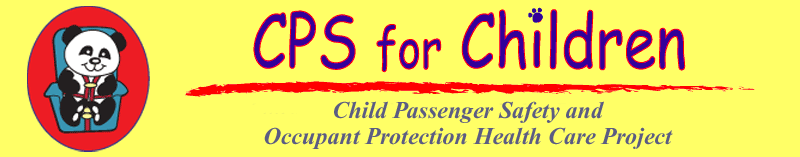 CPS for Children
Child Passenger Safety and
Occupant Protection Health Care Project